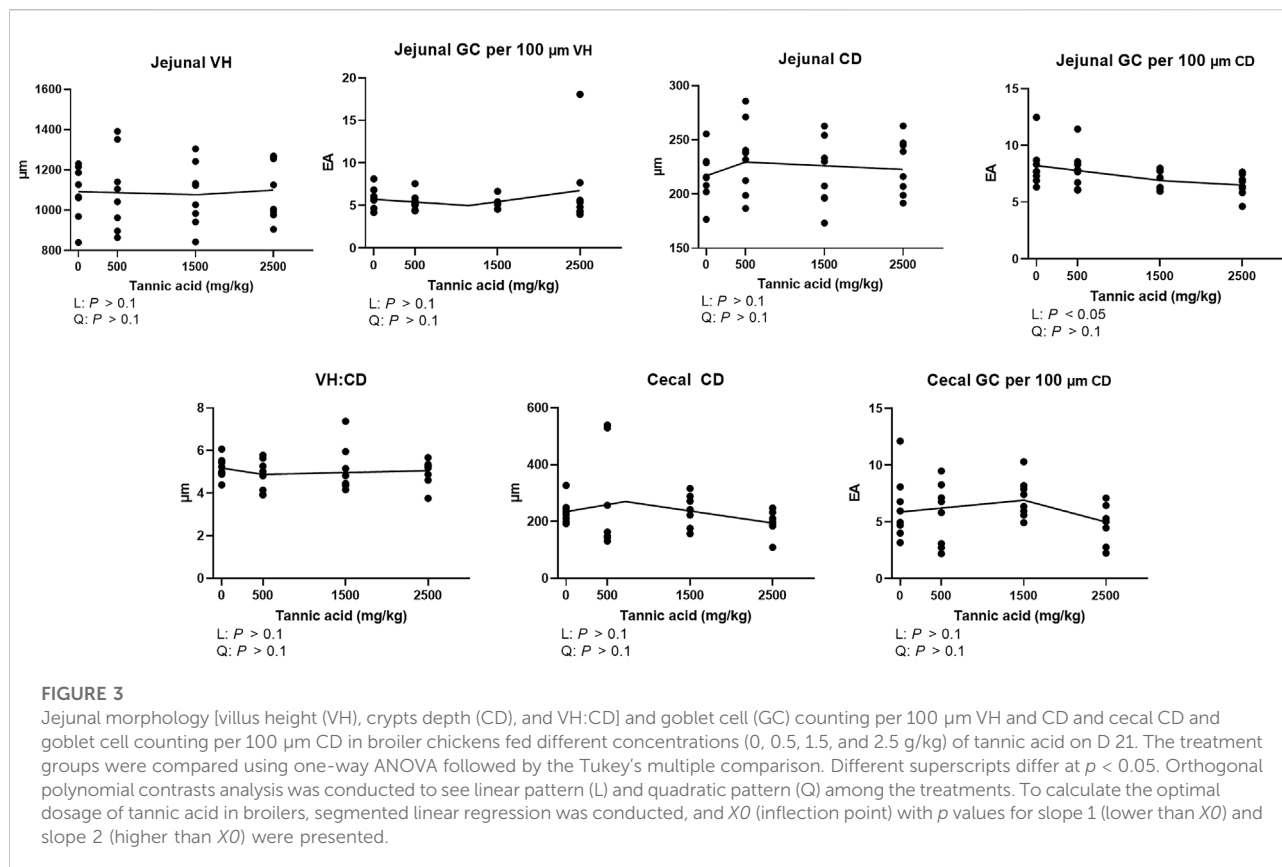 Jejunal VH
1600
1400
1200
1000
800
µm
0 500 1500 2500
Tannic acid (mg/kg)
L: P > 0.1
Q: P > 0.1
Jejunal GC per 100 µm VH
20
15
10
5
0
EA
0 500 1500 2500
Tannic acid (mg/kg)
L: P > 0.1
Q: P > 0.1
Jejunal CD
300
250
200
150
µm
0 500 1500 2500
Tannic acid (mg/kg)
L: P > 0.1
Q: P > 0.1
Jejunal GC per 100 µm CD
15
10
5
0
EA
0 500 1500 2500
Tannic acid (mg/kg)
L: P < 0.05
Q: P > 0.1
VH:CD
8
6
4
2
0
µm
0 500 1500 2500
Tannic acid (mg/kg)
L: P > 0.1
Q: P > 0.1
Cecal CD
600
400
200
0
µm
0 500 1500 2500
Tannic acid (mg/kg)
L: P > 0.1
Q: P > 0.1
Cecal GC per 100 µm CD
15
10
5
0
EA
0 500 1500 2500
Tannic acid (mg/kg)
L: P > 0.1
Q: P > 0.1
FIGURE 3
Jejunal morphology [villus height (VH), crypts depth (CD), and VH:CD] and goblet cell (GC) counting per 100 µm VH and CD and cecal CD and
goblet cell counting per 100 µm CD in broiler chickens fed different concentrations (0, 0.5, 1.5, and 2.5 g/kg) of tannic acid on D 21. The treatment
groups were compared using one-way ANOVA followed by the Tukey's multiple comparison. Different superscripts differ at p < 0.05. Orthogonal
polynomial contrasts analysis was conducted to see linear pattern (L) and quadratic pattern (Q) among the treatments. To calculate the optimal
dosage of tannic acid in broilers, segmented linear regression was conducted, and X0 (inflection point) with p values for slope 1 (lower than X0) and
slope 2 (higher than X0) were presented.